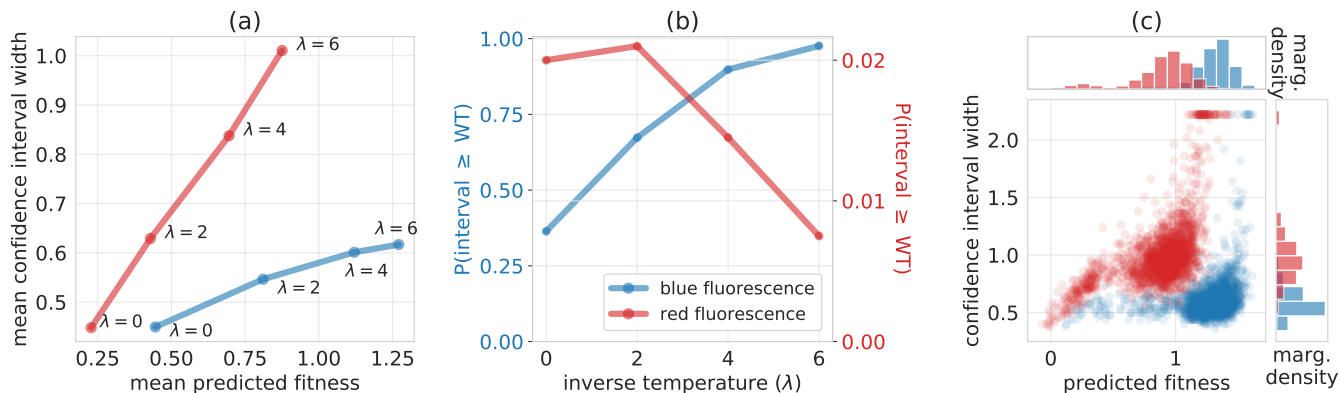 (a)
mean confidence interval width
1.0
0.9
0.8
0.7
0.6
0.5
λ = 6
λ = 4
λ = 2
λ = 0
λ = 6
λ = 4
λ = 2
λ = 0
0.25
0.50
0.75
1.00
1.25
mean predicted fitness
(b)
P(interval ≥ WT)
1.00
0.75
0.50
0.25
0.00
0.02
0.01
0.00
P(interval ≥ WT)
blue fluorescence
red fluorescence
0
2
4
6
inverse temperature (λ)
(c)
marg.
density
confidence interval width
2.0
1.5
1.0
0.5
0
1
predicted fitness
marg.
density